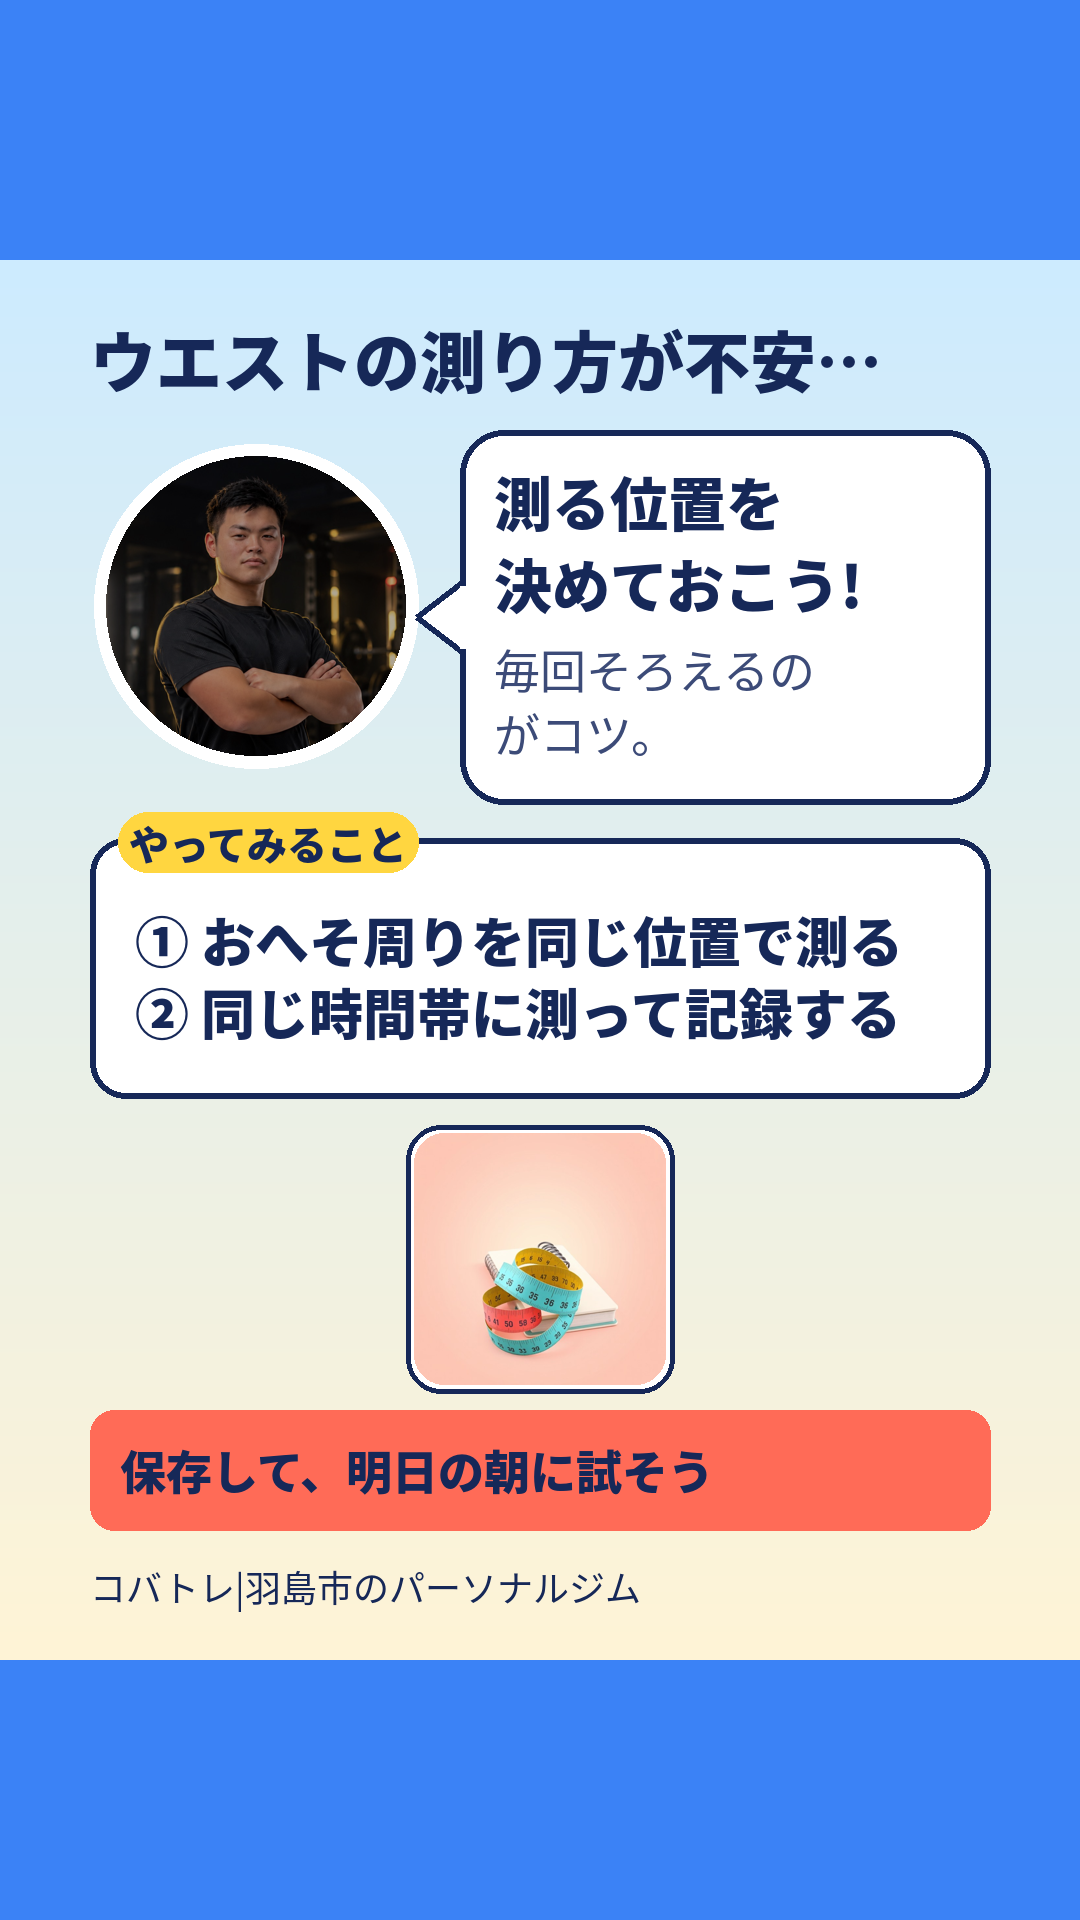 ウエストの測り方が不安…
測る位置を
決めておこう!
毎回そろえるの
がコツ。
やってみること
① おへそ周りを同じ位置で測る
② 同じ時間帯に測って記録する
保存して、明日の朝に試そう
コバトレ|羽島市のパーソナルジム